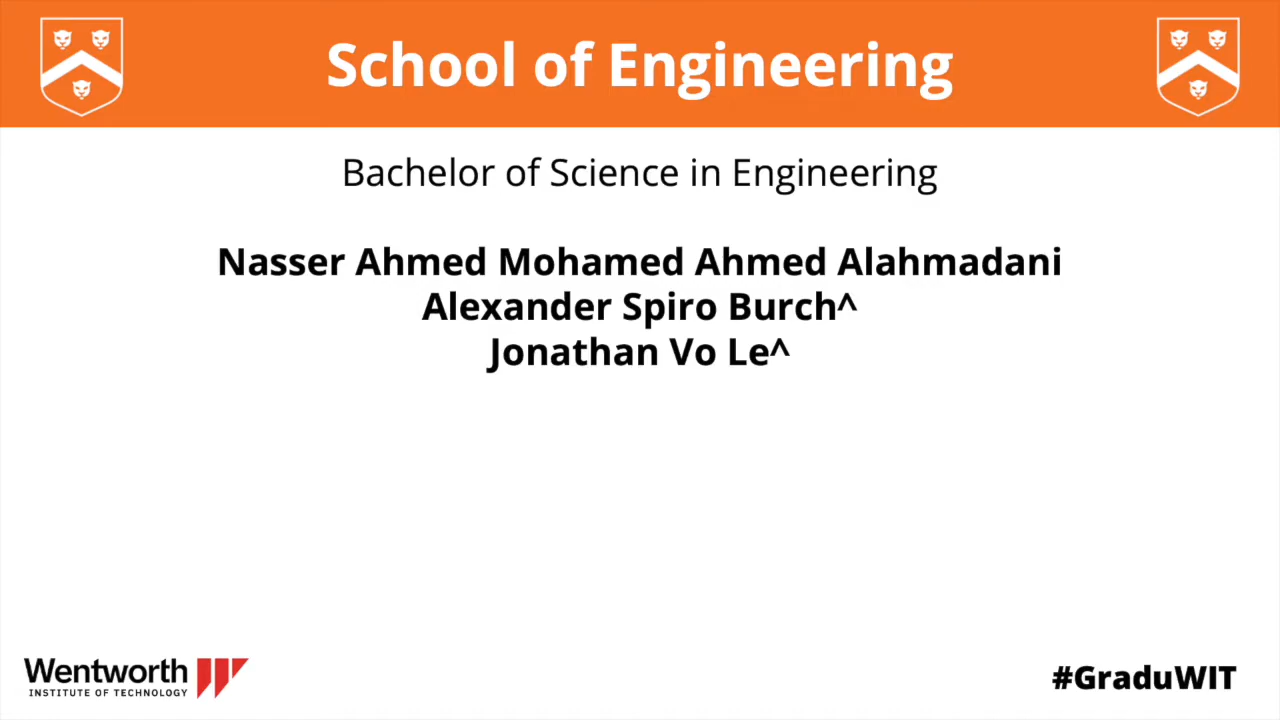 School of Engineering
Bachelor of Science in Engineering
Nasser Ahmed Mohamed Ahmed Alahmadani
Alexander Spiro Burch^
Jonathan Vo Le^
Wentworth
INSTITUTE OF TECHNOLOGY
#GraduWIT